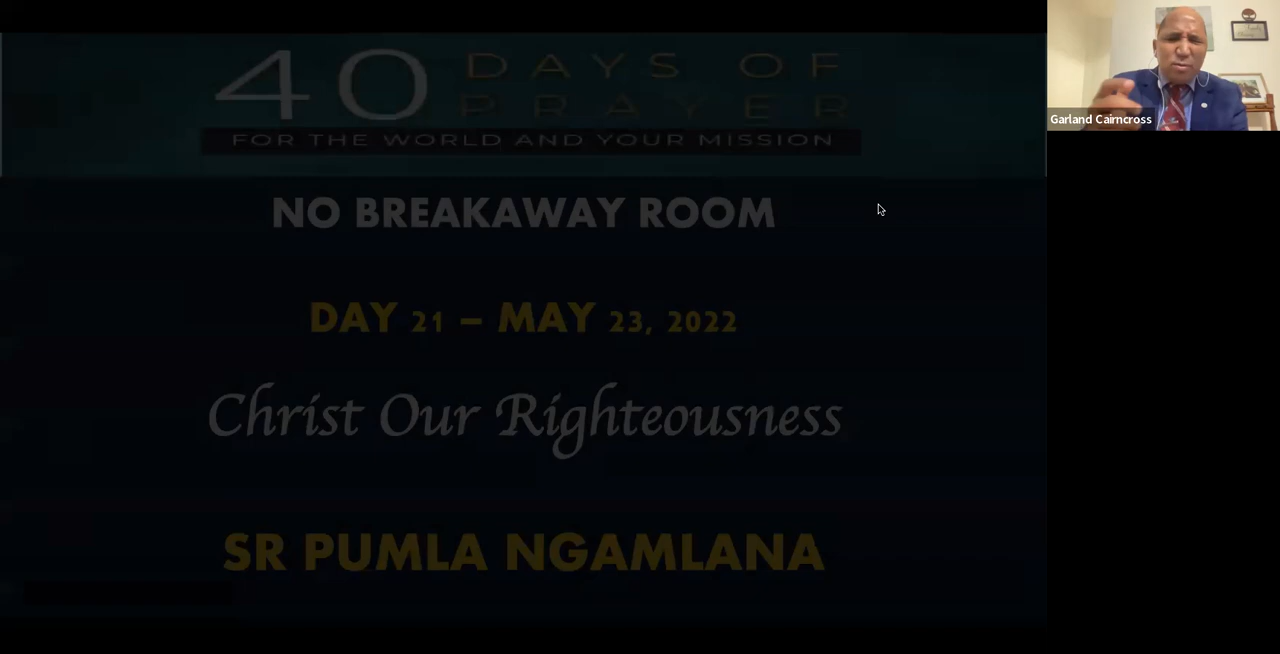 40 DAYS OF
PRAYER
FOR THE WORLD AND YOUR MISSION
NO BREAKAWAY ROOM
DAY 21 – MAY 23, 2022
Christ Our Righteousness
SR PUMLA NGAMLANA
Garland Cairncross